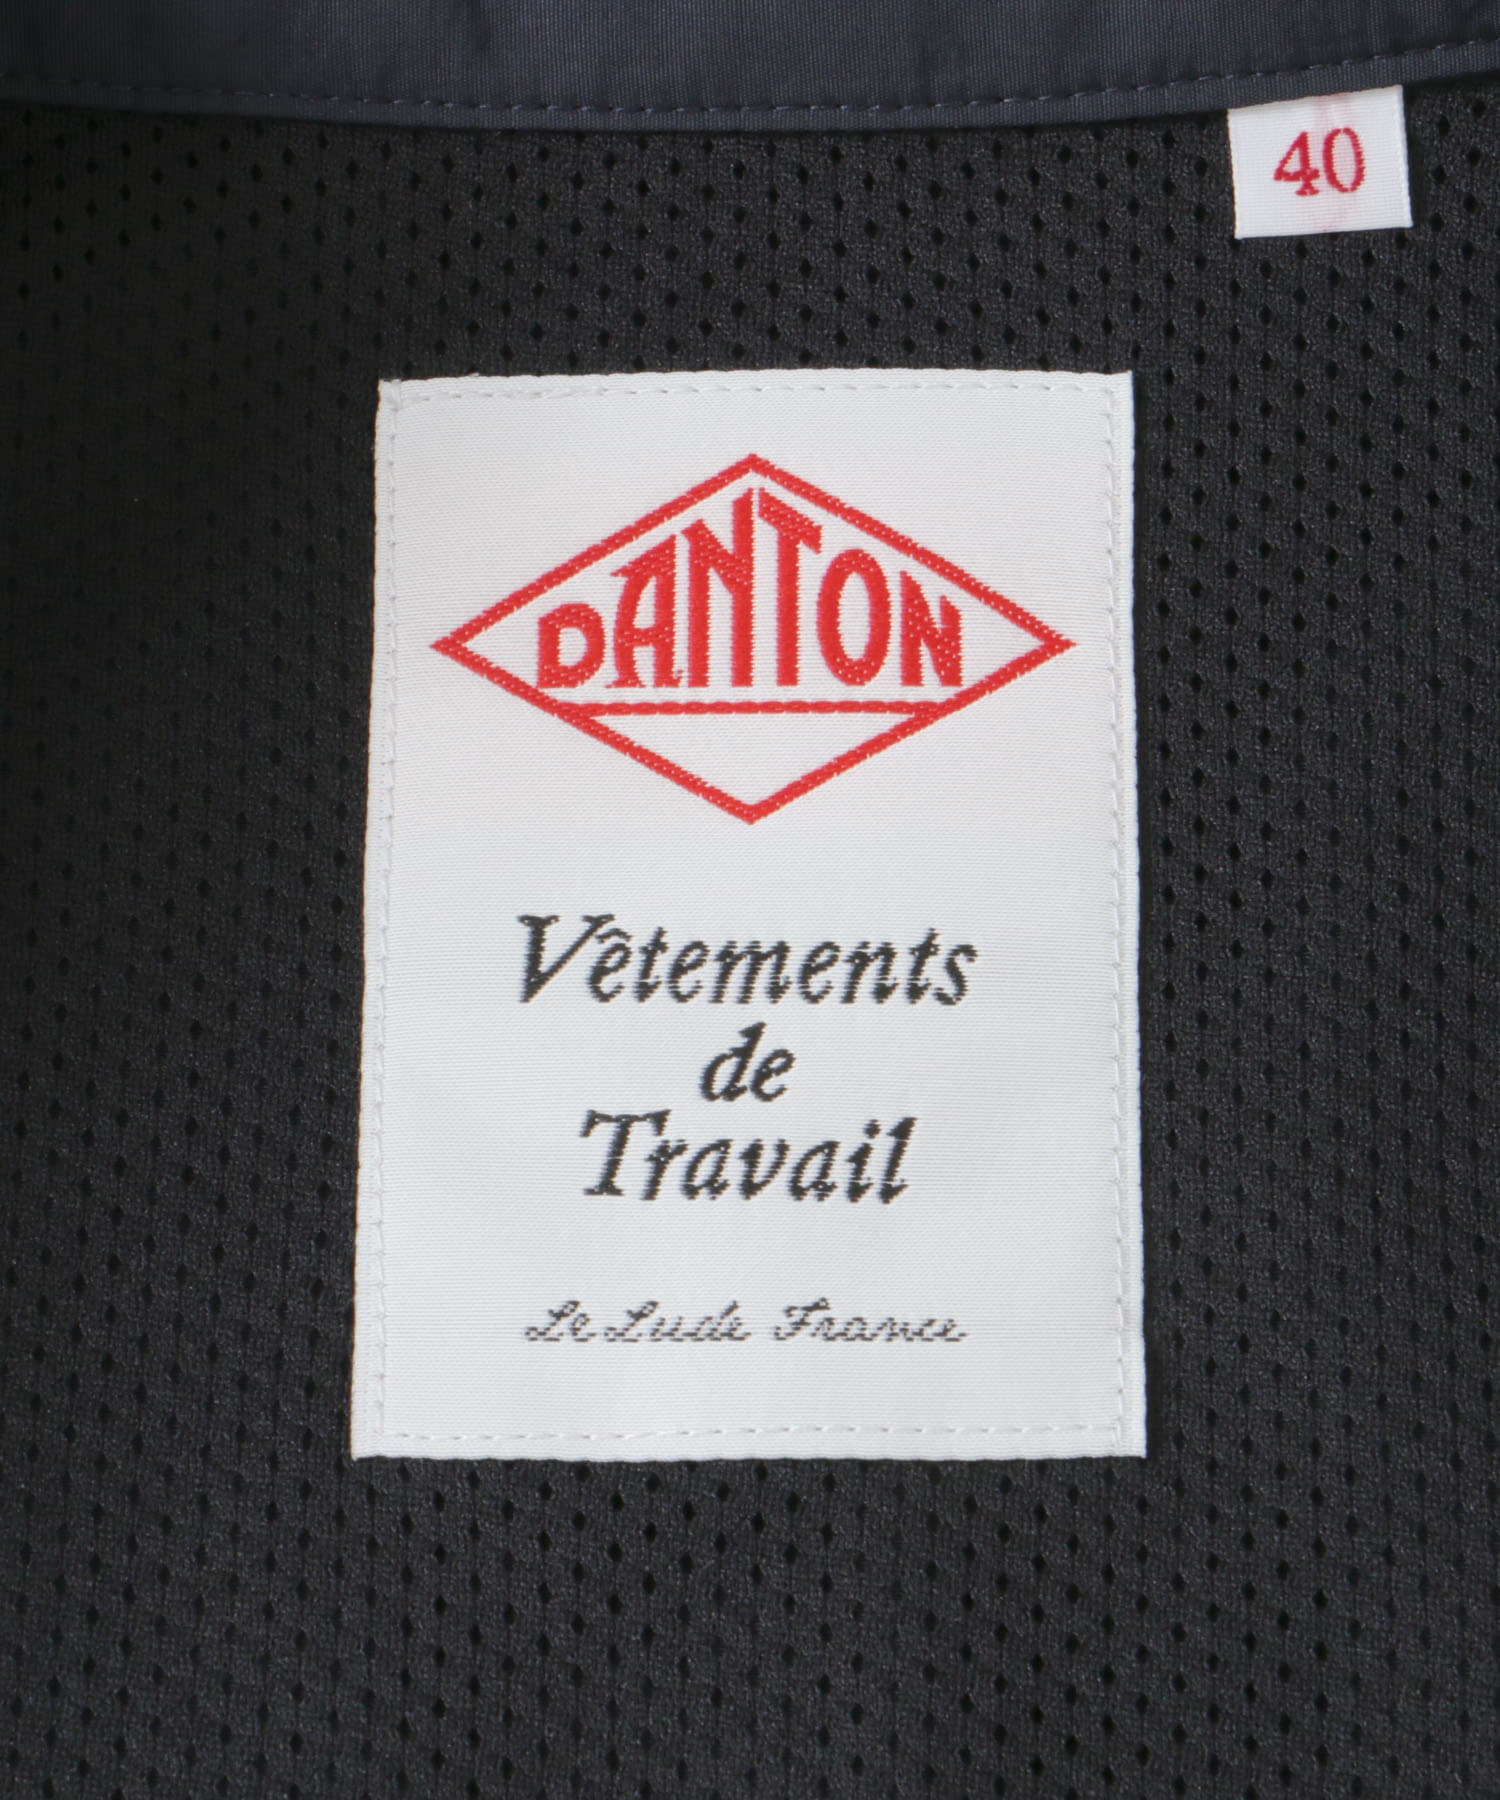 40
DANTON
Vêtements
de
Travail
Le Lude France